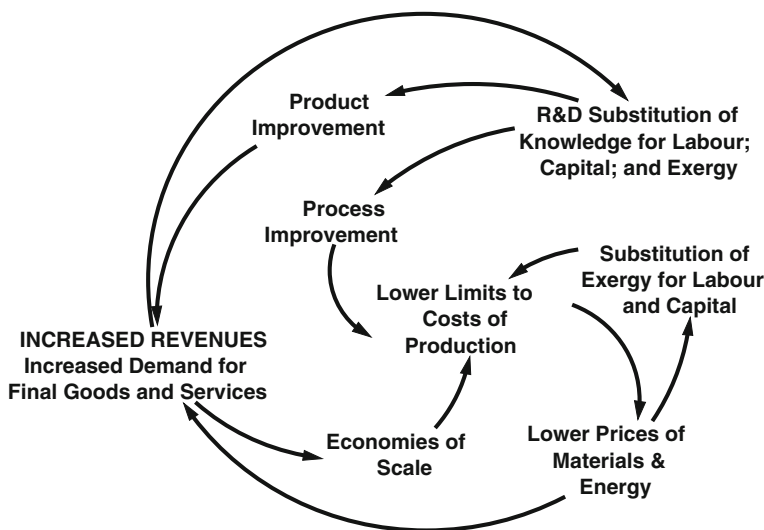 Product
Improvement
R&D Substitution of
Knowledge for Labour;
Capital; and Exergy
Process
Improvement
Substitution of
Exergy for Labour
and Capital
Lower Limits to
Costs of
Production
INCREASED REVENUES
Increased Demand for
Final Goods and Services
Economies of
Scale
Lower Prices of
Materials &
Energy